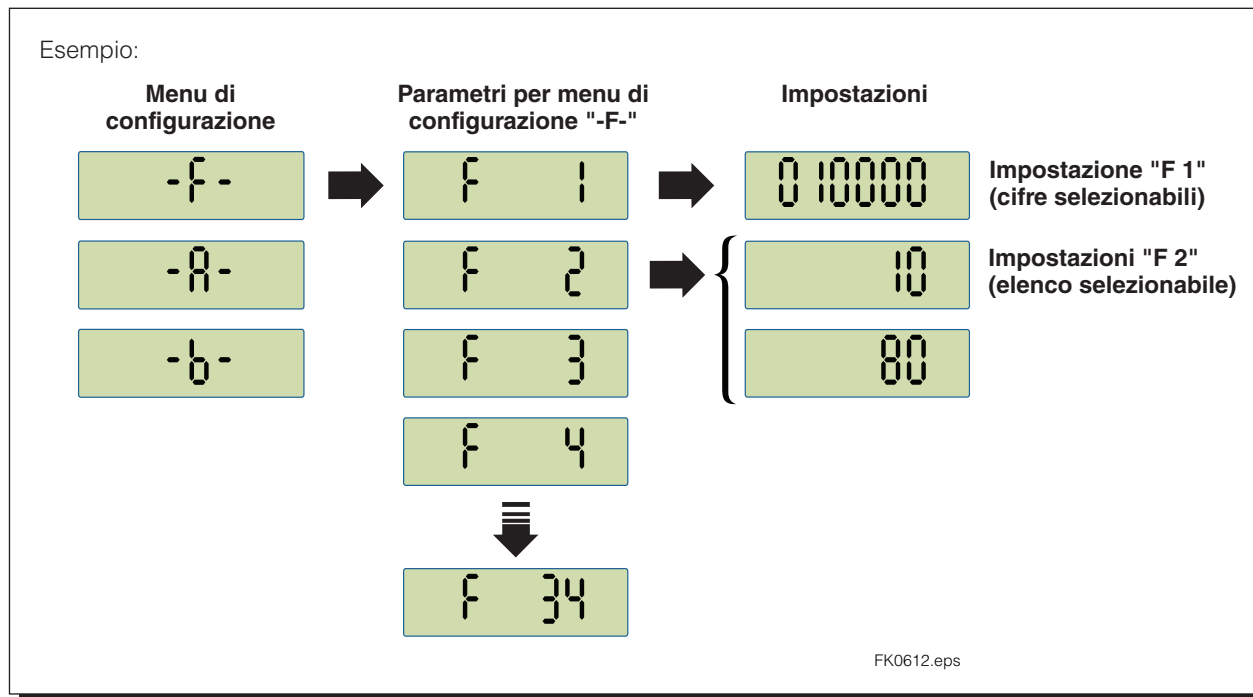 Esempio:
Menu di
configurazione
Parametri per menu di
configurazione "-F-"
Impostazioni
-F-
F 1
010000
Impostazione "F 1"
(cifre selezionabili)
-A-
F 2
10
Impostazioni "F 2"
(elenco selezionabile)
-b-
F 3
80
F 4
F 34
FK0612.eps